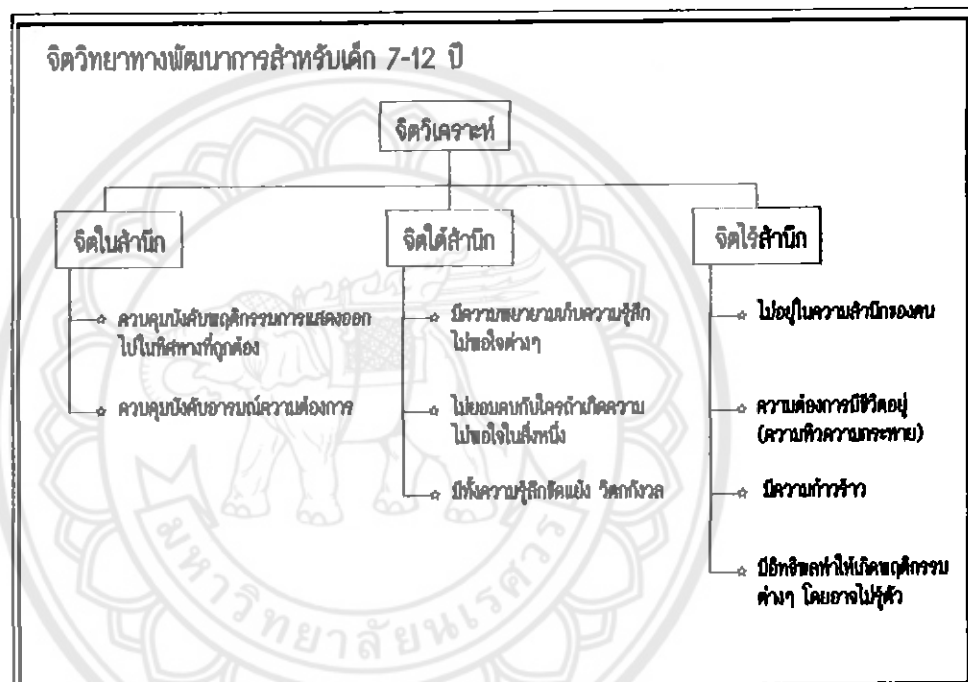 จิตวิทยาทางพัฒนาการสำหรับเด็ก 7-12 ปี
จิตวิเคราะห์
จิตใบสำนึก
ควบคุมบังคับพฤติกรรมการแสดงออก
ไปในทิศทางที่ถูกต้อง
ควบคุมบังคับอารมณ์ความต้องการ
จิตใต้สำนึก
มีความพยายามเก็บความรู้สึก
ไม่พอใจต่างๆ
ไม่ยอมคบกับใครถ้าเกิดความ
ไม่พอใจในสิ่งหนึ่ง
มีทั้งความรู้สึกขัดแย้ง วิตกกังวล
จิตไร้สำนึก
ไม่อยู่ในความสำนึกของตน
ความต้องการมีชีวิตอยู่
(ความหิวความกระหาย)
มีความก้าวร้าว
มีอิทธิพลทำให้เกิดพฤติกรรม
ต่างๆ โดยอาจไม่รู้ตัว
มหาวิทยาลัยนเรศวร